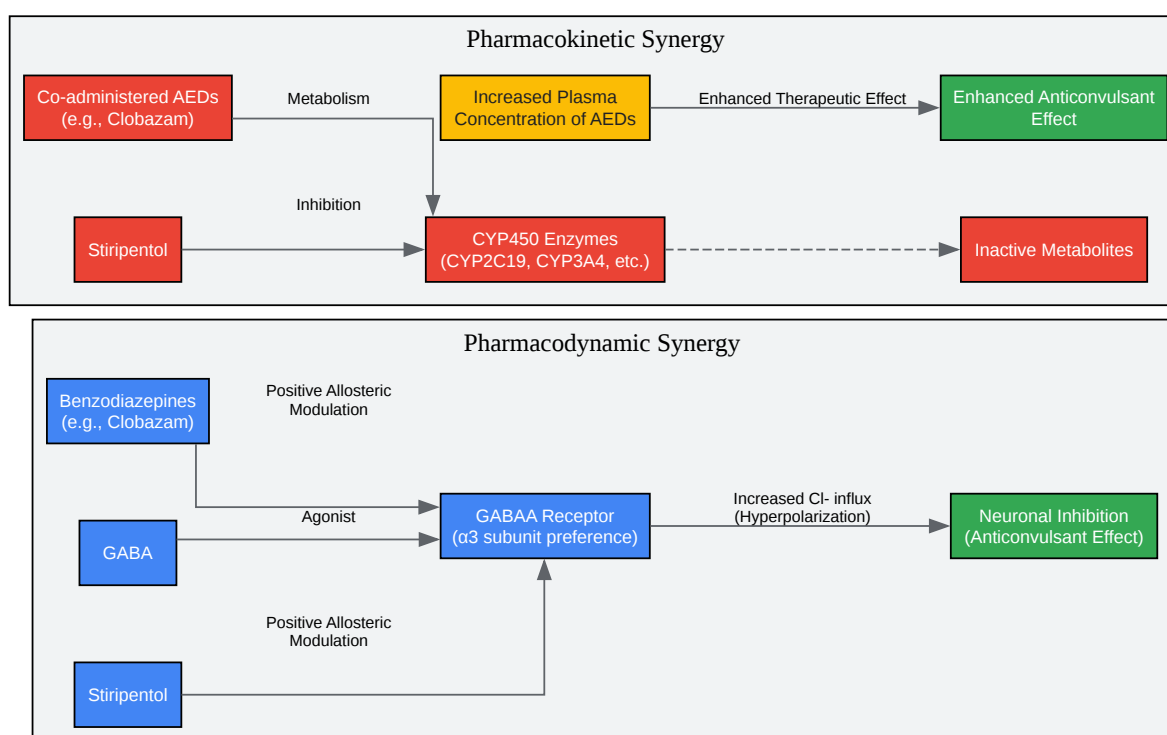 Pharmacokinetic Synergy
Co-administered AEDs
(e.g., Clobazam)
Metabolism
Increased Plasma
Concentration of AEDs
Enhanced Therapeutic Effect
Enhanced Anticonvulsant
Effect
Inhibition
Stiripentol
CYP450 Enzymes
(CYP2C19, CYP3A4, etc.)
Inactive Metabolites
Pharmacodynamic Synergy
Benzodiazepines
(e.g., Clobazam)
Positive Allosteric
Modulation
Agonist
GABA
GABAA Receptor
(α3 subunit preference)
Increased Cl- influx
(Hyperpolarization)
Neuronal Inhibition
(Anticonvulsant Effect)
Positive Allosteric
Modulation
Stiripentol